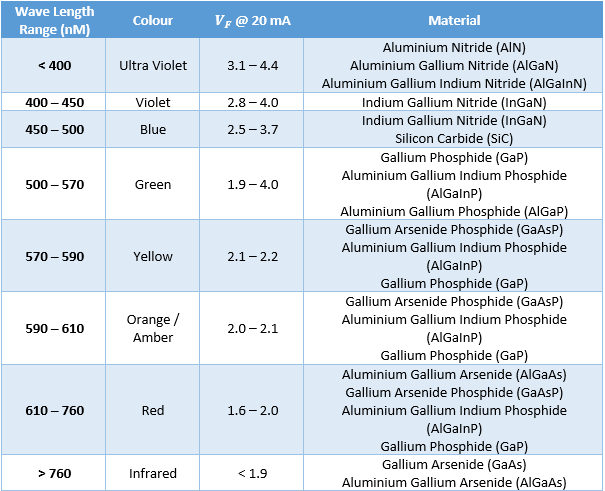 Wave Length Range (nM) Colour V_F @ 20 mA Material
< 400 Ultra Violet 3.1 – 4.4 Aluminium Nitride (AlN)
Aluminium Gallium Nitride (AlGaN)
Aluminium Gallium Indium Nitride (AlGaInN)
400 – 450 Violet 2.8 – 4.0 Indium Gallium Nitride (InGaN)
450 – 500 Blue 2.5 – 3.7 Indium Gallium Nitride (InGaN)
Silicon Carbide (SiC)
500 – 570 Green 1.9 – 4.0 Gallium Phosphide (GaP)
Aluminium Gallium Indium Phosphide
(AlGaInP)
Aluminium Gallium Phosphide (AlGaP)
570 – 590 Yellow 2.1 – 2.2 Gallium Arsenide Phosphide (GaAsP)
Aluminium Gallium Indium Phosphide
(AlGaInP)
Gallium Phosphide (GaP)
590 – 610 Orange / Amber 2.0 – 2.1 Gallium Arsenide Phosphide (GaAsP)
Aluminium Gallium Indium Phosphide
(AlGaInP)
Gallium Phosphide (GaP)
610 – 760 Red 1.6 – 2.0 Aluminium Gallium Arsenide (AlGaAs)
Gallium Arsenide Phosphide (GaAsP)
Aluminium Gallium Indium Phosphide
(AlGaInP)
Gallium Phosphide (GaP)
> 760 Infrared < 1.9 Gallium Arsenide (GaAs)
Aluminium Gallium Arsenide (AlGaAs)